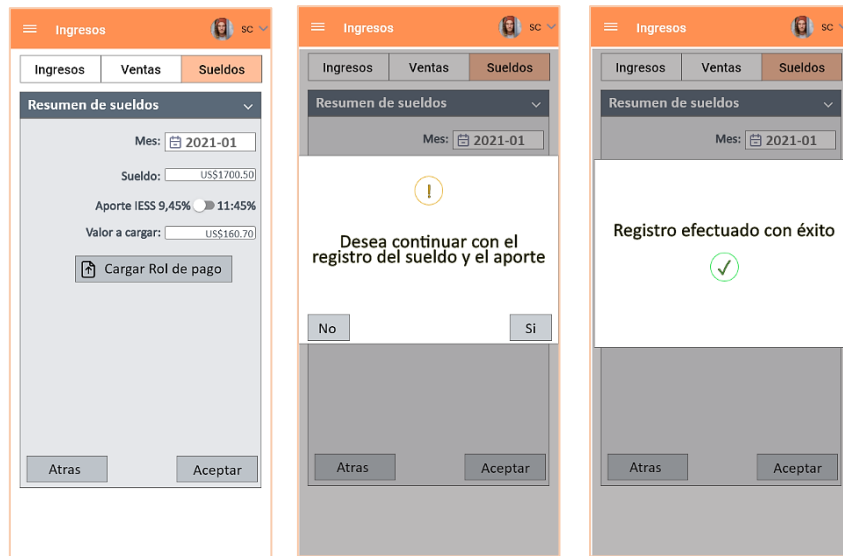 Ingresos SC
Ingresos Ventas Sueldos
Resumen de sueldos
Mes: 2021-01
Sueldo: US$1700.50
Aporte IESS 9,45% 11:45%
Valor a cargar: US$160.70
Cargar Rol de pago
Atras Aceptar
Ingresos SC
Ingresos Ventas Sueldos
Resumen de sueldos
Mes: 2021-01
Desea continuar con el
registro del sueldo y el aporte
No Si
Atras Aceptar
Ingresos SC
Ingresos Ventas Sueldos
Resumen de sueldos
Mes: 2021-01
Registro efectuado con éxito
Atras Aceptar